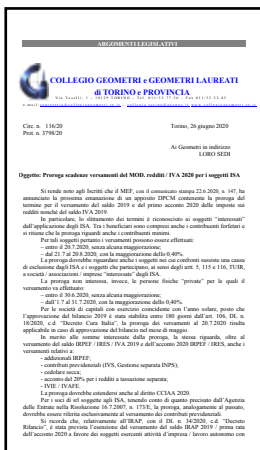 ARGOMENTI LEGISLATIVI
COLLEGIO GEOMETRI e GEOMETRI LAUREATI
di TORINO e PROVINCIA
Circ. n. 116/20
Torino, 26 giugno 2020
Prot. n. 3798/20
Ai Geometri in indirizzo
LORO SEDI
Oggetto: Proroga scadenze versamenti del MOD. redditi / IVA 2020 per i soggetti ISA
Si rende noto agli Iscritti che il MEF, con il comunicato stampa 22.6.2020, n. 147, ha
annunciato la prossima emanazione di un apposito DPCM contenente la proroga del
termine per il versamento del saldo 2019 e del primo acconto 2020 delle imposte sui
redditi nonché del saldo IVA 2019.
In particolare, lo slittamento dei termini è riconosciuto ai soggetti "interessati"
dall'applicazione degli ISA. Tra i beneficiari sono compresi anche i contribuenti forfetari e
si ritiene che la proroga riguardi anche i contribuenti minimi.
Per tali soggetti pertanto i versamenti possono essere effettuati:
– entro il 20.7.2020, senza alcuna maggiorazione;
– dal 21.7 al 20.8.2020, con la maggiorazione dello 0,40%.
La proroga dovrebbe riguardare anche i soggetti nei cui confronti sussiste una causa
di esclusione dagli ISA e i soggetti che partecipano, ai sensi degli artt. 5, 115 e 116, TUIR,
a società / associazioni / imprese "interessate" dagli ISA.
La proroga non interessa, invece, le persone fisiche "private" per le quali il
versamento va effettuato:
– entro il 30.6.2020, senza alcuna maggiorazione;
– dall'1.7 al 31.7.2020, con la maggiorazione dello 0,40%.
Per le società di capitali con esercizio coincidente con l'anno solare, posto che
l'approvazione del bilancio 2019 è stata stabilita entro 180 giorni dall'art. 106, DL n.
18/2020, c.d. "Decreto Cura Italia", la proroga dei versamenti al 20.7.2020 risulta
applicabile in caso di approvazione del bilancio nel mese di maggio.
In merito alle somme interessate dalla proroga, la stessa riguarda, oltre al
versamento del saldo IRPEF / IRES / IVA 2019 e dell'acconto 2020 IRPEF / IRES, anche i
versamenti relativi a:
- addizionali IRPEF;
- contributi previdenziali (IVS, Gestione separata INPS);
- cedolare secca;
- acconto del 20% per i redditi a tassazione separata;
- IVIE / IVAFE.
La proroga dovrebbe estendersi anche al diritto CCIAA 2020.
Per i soci di srl soggette agli ISA, tenendo conto di quanto precisato dall'Agenzia
delle Entrate nella Risoluzione 16.7.2007, n. 173/E, la proroga, analogamente al passato,
dovrebbe essere riferita esclusivamente al versamento dei contributi previdenziali.
Si ricorda che, relativamente all'IRAP, con il DL n. 34/2020, c.d. "Decreto
Rilancio", è stata prevista l'esenzione dal versamento del saldo IRAP 2019 / prima rata
dell'acconto 2020 a favore dei soggetti esercenti attività d'impresa / lavoro autonomo con